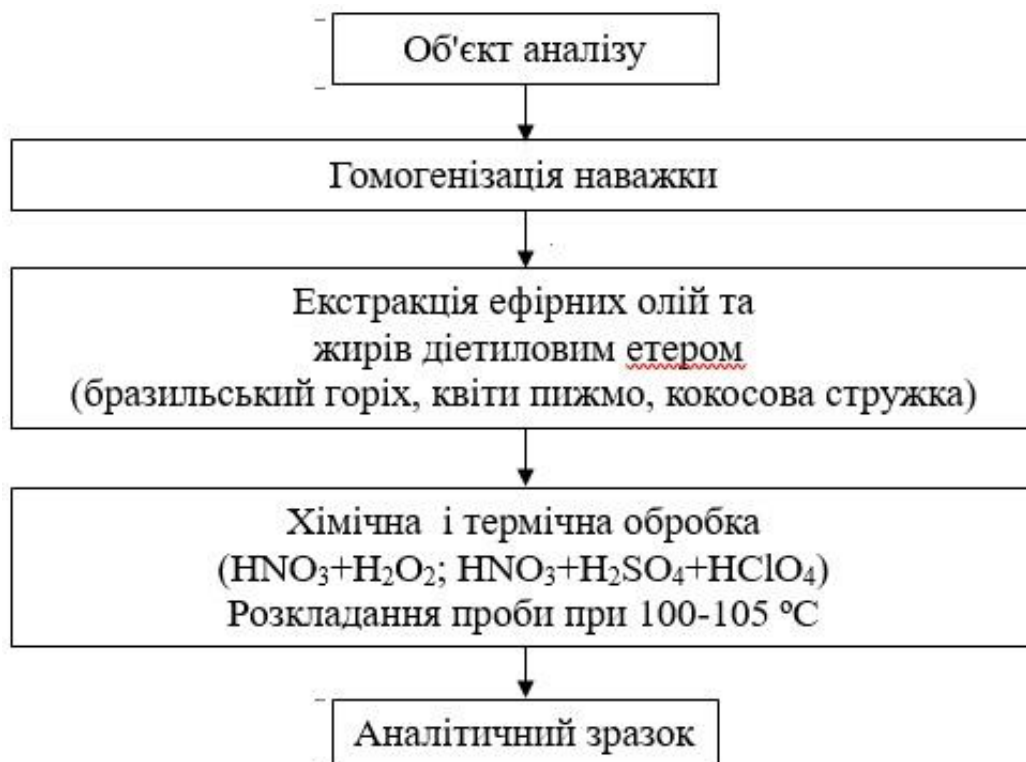 Об'єкт аналізу
Гомогенізація наважки
Екстракція ефірних олій та
жирів діетиловим етером
(бразильський горіх, квіти пижмо, кокосова стружка)
Хімічна і термічна обробка
(HNO₃+H₂O₂; HNO₃+H₂SO₄+HClO₄)
Розкладання проби при 100-105 ºС
Аналітичний зразок